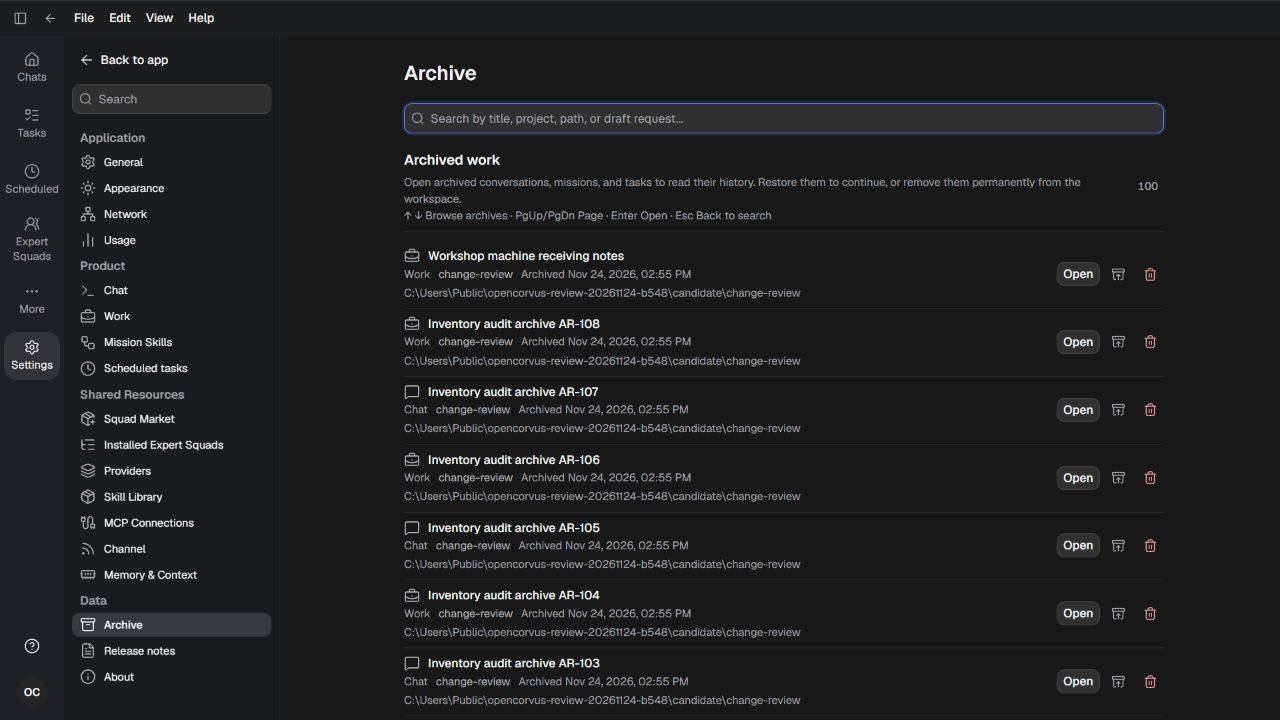 File Edit View Help
Chats
Tasks
Scheduled
Expert
Squads
More
Settings
OC
Back to app
Search
Application
General
Appearance
Network
Usage
Product
Chat
Work
Mission Skills
Scheduled tasks
Shared Resources
Squad Market
Installed Expert Squads
Providers
Skill Library
MCP Connections
Channel
Memory & Context
Data
Archive
Release notes
About
Archive
Search by title, project, path, or draft request...
Archived work
Open archived conversations, missions, and tasks to read their history. Restore them to continue, or remove them permanently from the
workspace.
100
↑↓ Browse archives · PgUp/PgDn Page · Enter Open · Esc Back to search
Workshop machine receiving notes
Work change-review Archived Nov 24, 2026, 02:55 PM
C:\Users\Public\opencorvus-review-20261124-b548\candidate\change-review
Open
Inventory audit archive AR-108
Work change-review Archived Nov 24, 2026, 02:55 PM
C:\Users\Public\opencorvus-review-20261124-b548\candidate\change-review
Open
Inventory audit archive AR-107
Chat change-review Archived Nov 24, 2026, 02:55 PM
C:\Users\Public\opencorvus-review-20261124-b548\candidate\change-review
Open
Inventory audit archive AR-106
Work change-review Archived Nov 24, 2026, 02:55 PM
C:\Users\Public\opencorvus-review-20261124-b548\candidate\change-review
Open
Inventory audit archive AR-105
Chat change-review Archived Nov 24, 2026, 02:55 PM
C:\Users\Public\opencorvus-review-20261124-b548\candidate\change-review
Open
Inventory audit archive AR-104
Work change-review Archived Nov 24, 2026, 02:55 PM
C:\Users\Public\opencorvus-review-20261124-b548\candidate\change-review
Open
Inventory audit archive AR-103
Chat change-review Archived Nov 24, 2026, 02:55 PM
C:\Users\Public\opencorvus-review-20261124-b548\candidate\change-review
Open